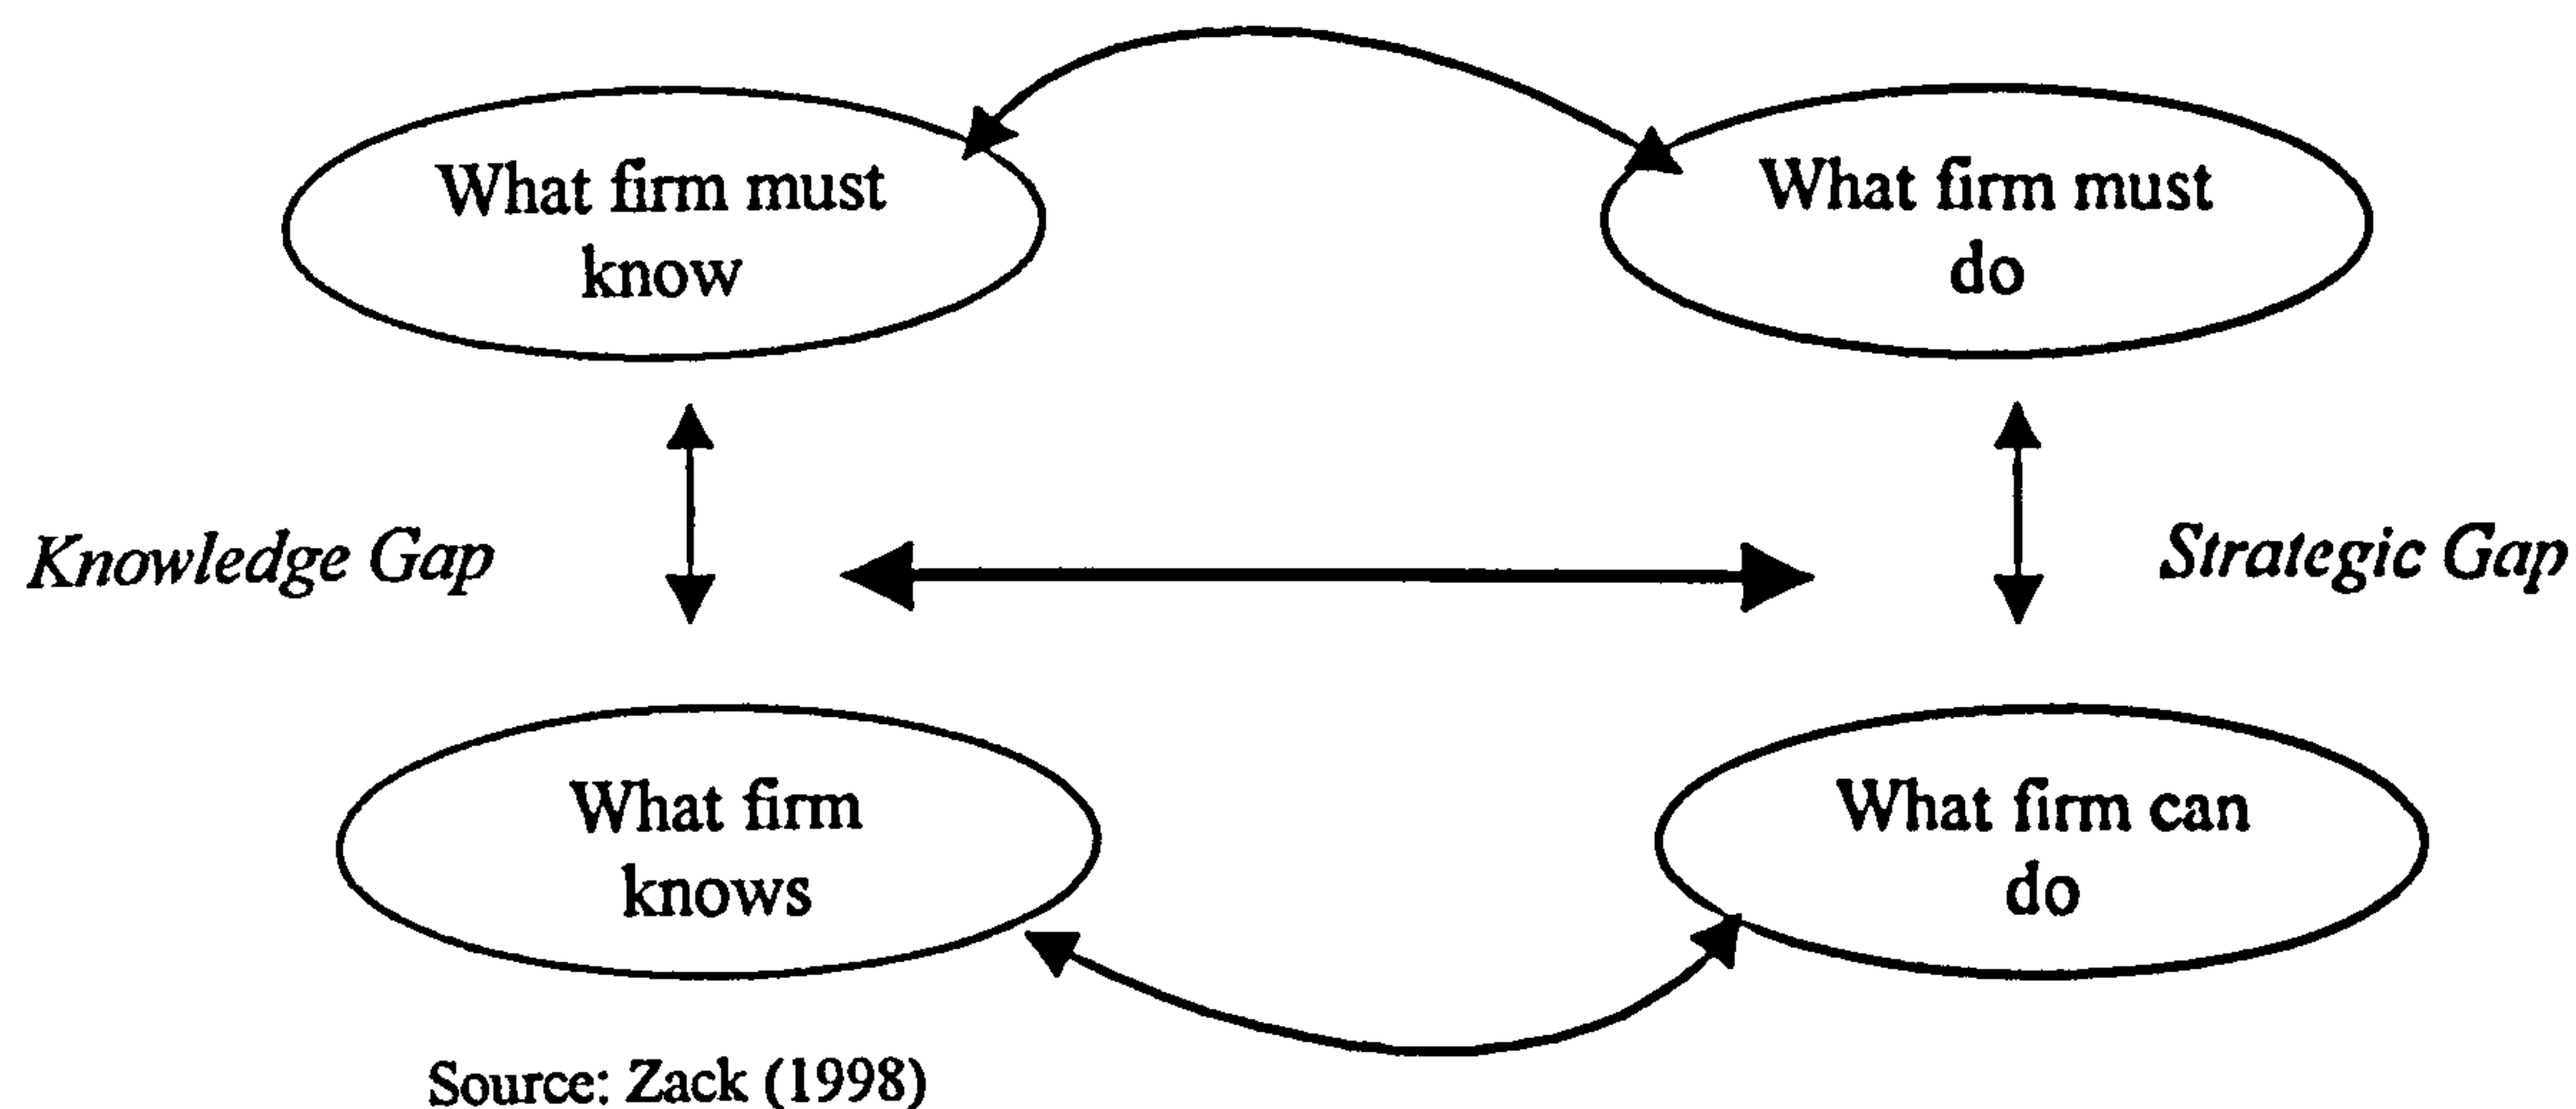 What firm must
know
What firm must
do
Knowledge Gap
Strategic Gap
What firm
knows
What firm can
do
Source: Zack (1998)